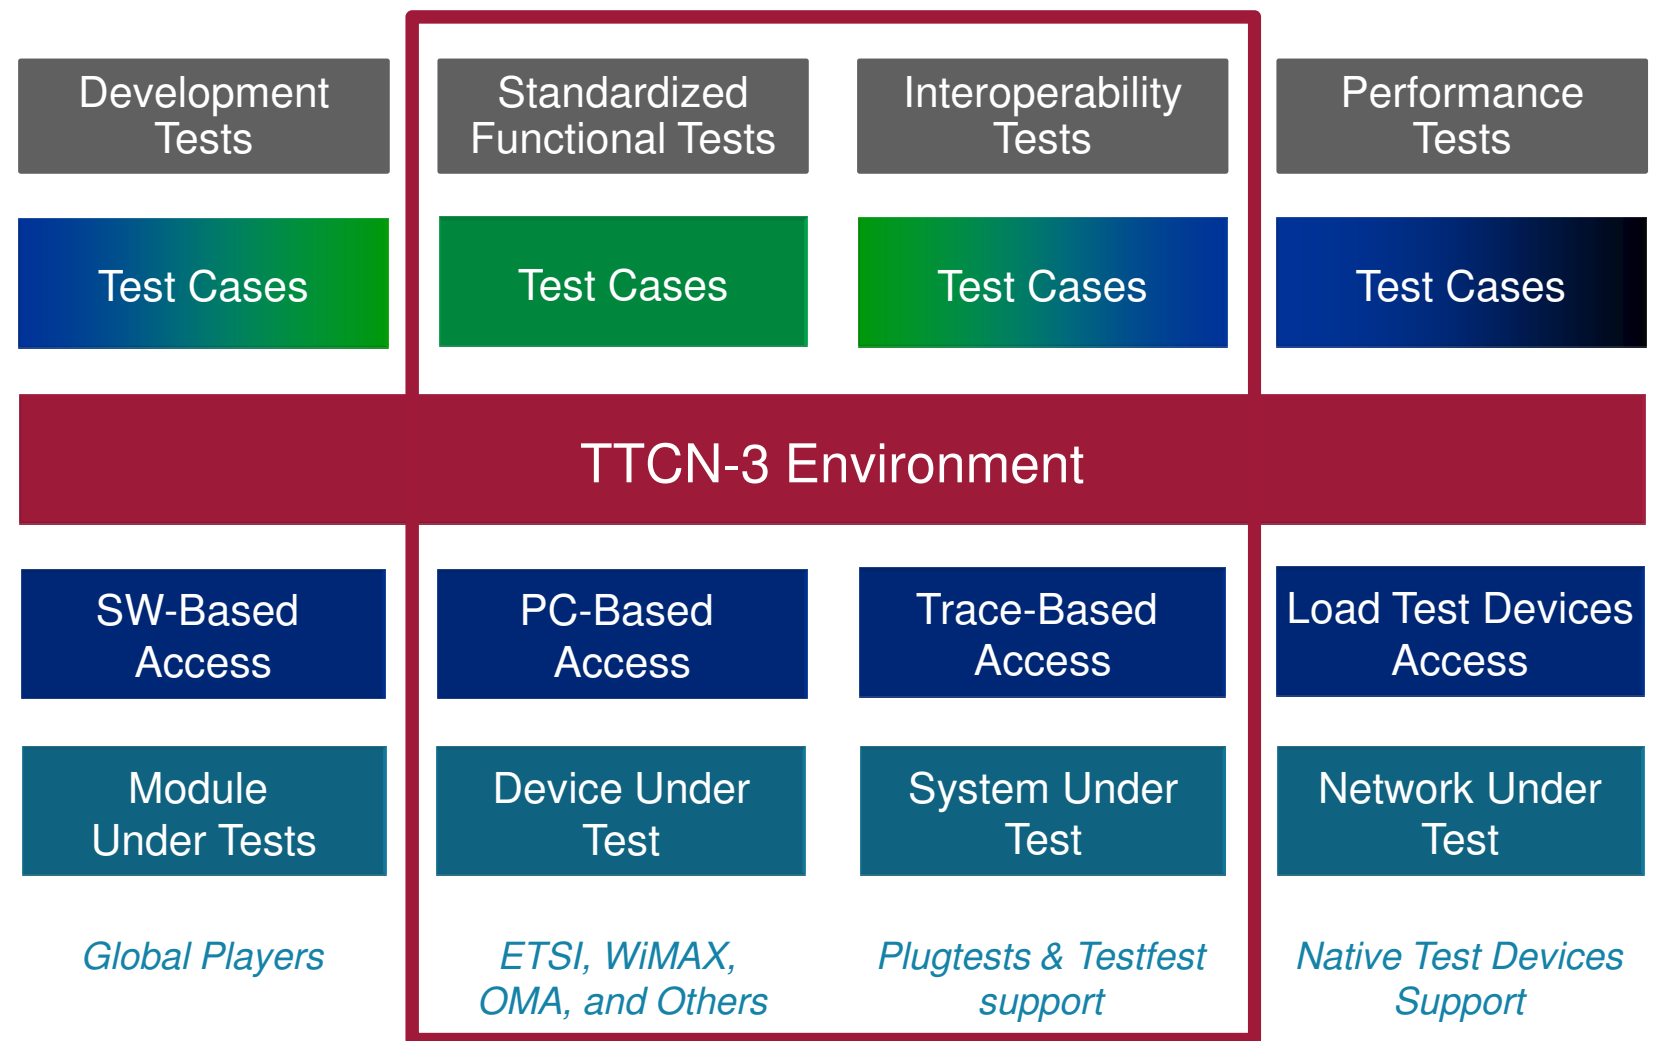 Development
Tests
Standardized
Functional Tests
Interoperability
Tests
Performance
Tests
Test Cases
Test Cases
Test Cases
Test Cases
TTCN-3 Environment
SW-Based
Access
PC-Based
Access
Trace-Based
Access
Load Test Devices
Access
Module
Under Tests
Device Under
Test
System Under
Test
Network Under
Test
Global Players
ETSI, WiMAX,
OMA, and Others
Plugtests & Testfest
support
Native Test Devices
Support